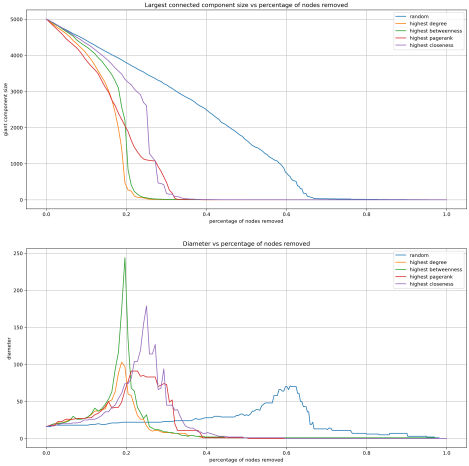 Largest connected component size vs percentage of nodes removed
giant component size
5000
4000
3000
2000
1000
0
random
highest degree
highest betweenness
highest pagerank
highest closeness
0.0 0.2 0.4 0.6 0.8 1.0
percentage of nodes removed
Diameter vs percentage of nodes removed
diameter
250
200
150
100
50
0
random
highest degree
highest betweenness
highest pagerank
highest closeness
0.0 0.2 0.4 0.6 0.8 1.0
percentage of nodes removed